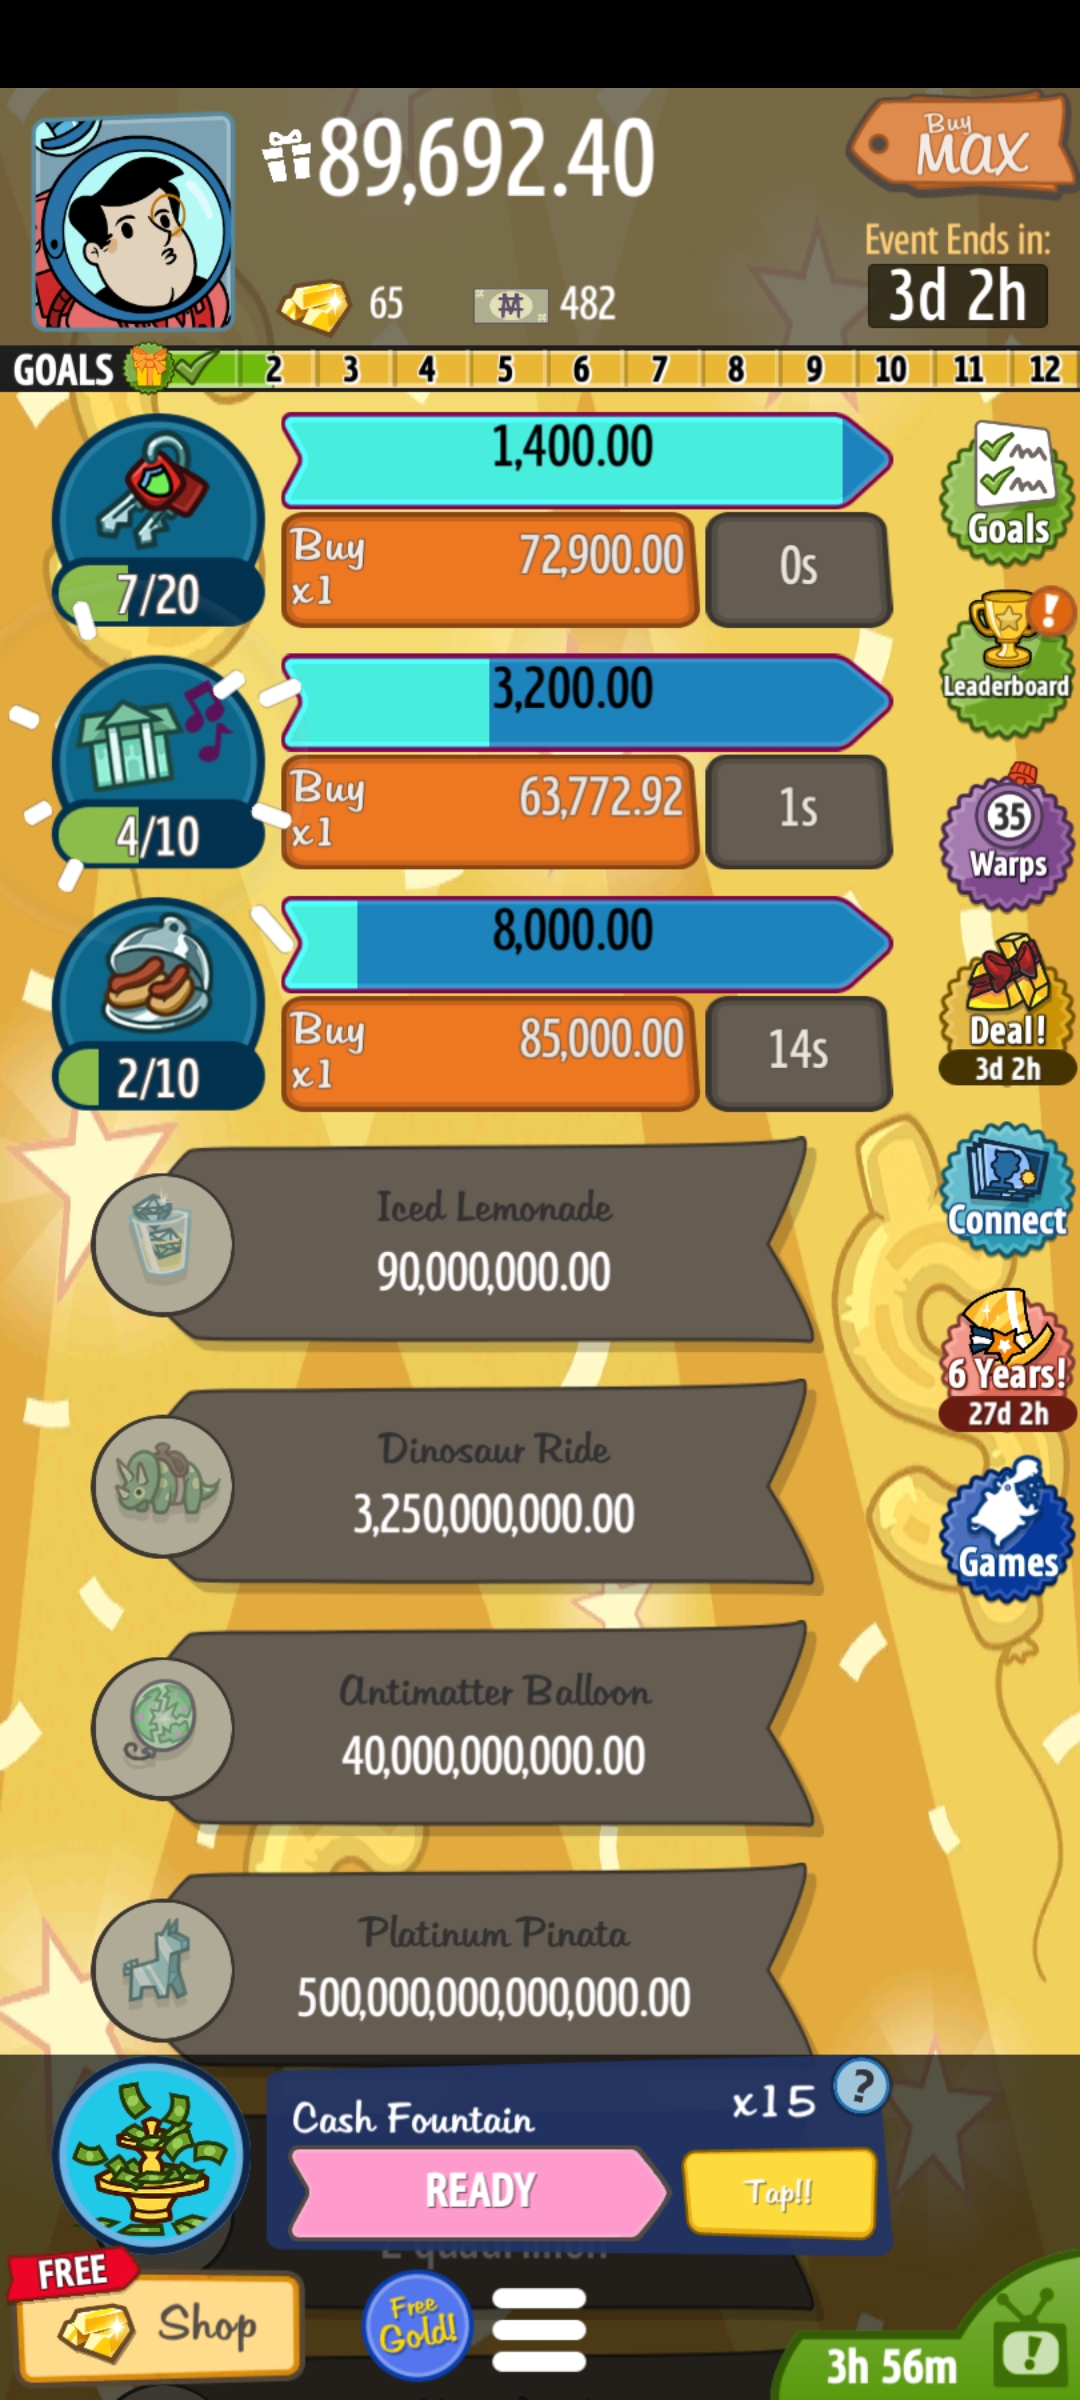 89,692.40
Buy
MAX
65
482
Event Ends in:
3d 2h
GOALS 2 3 4 5 6 7 8 9 10 11 12
1,400.00
Buy
x1
72,900.00
0s
7/20
Goals
3,200.00
Buy
x1
63,772.92
1s
4/10
Leaderboard
!
8,000.00
Buy
x1
85,000.00
14s
2/10
35
Warps
Deal!
3d 2h
Iced Lemonade
90,000,000.00
Connect
Dinosaur Ride
3,250,000,000.00
6 Years!
27d 2h
Games
Antimatter Balloon
40,000,000,000.00
Platinum Pinata
500,000,000,000,000.00
Cash Fountain
x15
?
READY
Tap!!
FREE
Shop
Free
Gold!
3h 56m
!